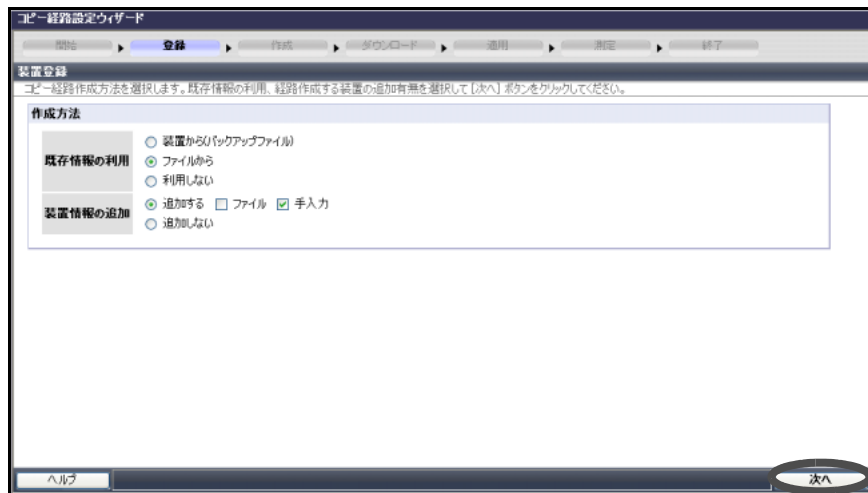 コピー経路設定ウィザード
開始 登録 作成 ダウンロード 適用 測定 終了
装置登録
コピー経路作成方法を選択します。既存情報の利用、経路作成する装置の追加有無を選択して［次へ］ボタンをクリックしてください。
作成方法
既存情報の利用
装置から(バックアップファイル)
ファイルから
利用しない
装置情報の追加
追加する ファイル 手入力
追加しない
ヘルプ 次へ